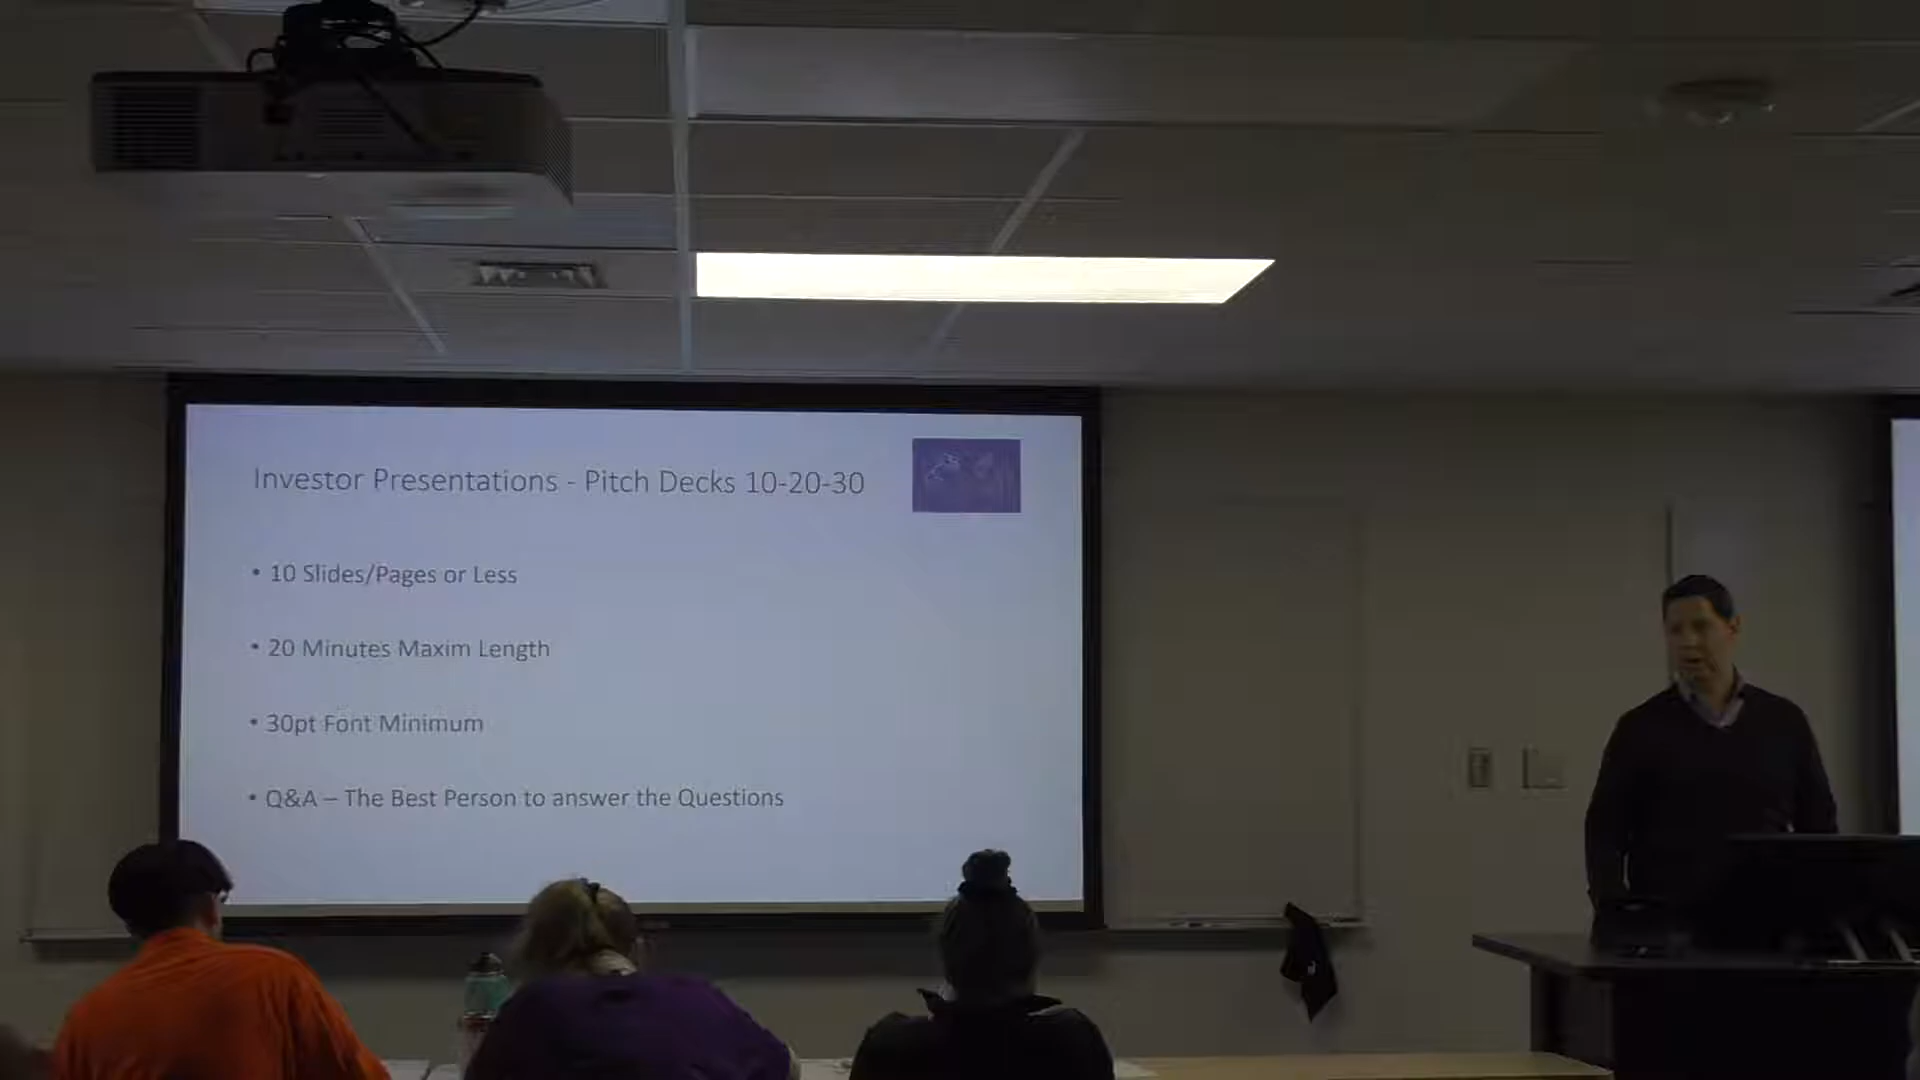 Investor Presentations - Pitch Decks 10-20-30
• 10 Slides/Pages or Less
• 20 Minutes Maxim Length
• 30pt Font Minimum
• Q&A – The Best Person to answer the Questions